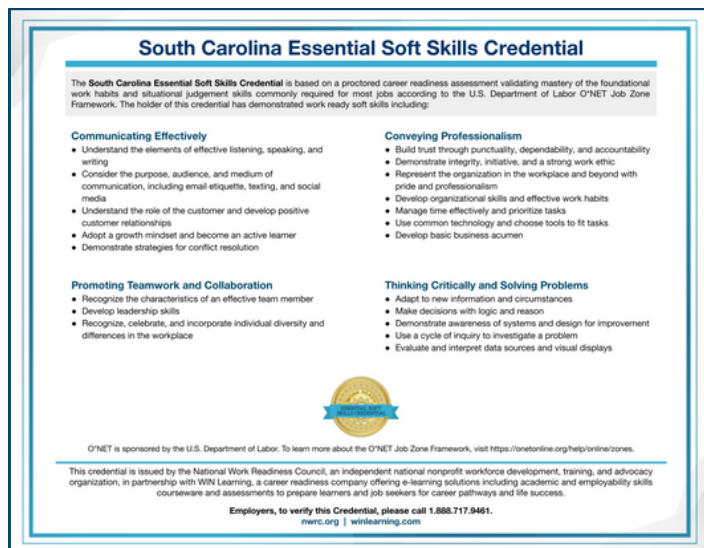 South Carolina Essential Soft Skills Credential
The South Carolina Essential Soft Skills Credential is based on a proctored career readiness assessment validating mastery of the foundational
work habits and situational judgement skills commonly required for most jobs according to the U.S. Department of Labor O*NET Job Zone
Framework. The holder of this credential has demonstrated work ready soft skills including:
Communicating Effectively
● Understand the elements of effective listening, speaking, and
writing
● Consider the purpose, audience, and medium of
communication, including email etiquette, texting, and social
media
● Understand the role of the customer and develop positive
customer relationships
● Adopt a growth mindset and become an active learner
● Demonstrate strategies for conflict resolution
Conveying Professionalism
● Build trust through punctuality, dependability, and accountability
● Demonstrate integrity, initiative, and a strong work ethic
● Represent the organization in the workplace and beyond with
pride and professionalism
● Develop organizational skills and effective work habits
● Manage time effectively and prioritize tasks
● Use common technology and choose tools to fit tasks
● Develop basic business acumen
Promoting Teamwork and Collaboration
● Recognize the characteristics of an effective team member
● Develop leadership skills
● Recognize, celebrate, and incorporate individual diversity and
differences in the workplace
Thinking Critically and Solving Problems
● Adapt to new information and circumstances
● Make decisions with logic and reason
● Demonstrate awareness of systems and design for improvement
● Use a cycle of inquiry to investigate a problem
● Evaluate and interpret data sources and visual displays
ESSENTIAL SOFT
SKILLS CREDENTIAL
O*NET is sponsored by the U.S. Department of Labor. To learn more about the O*NET Job Zone Framework, visit https://onetonline.org/help/online/zones.
This credential is issued by the National Work Readiness Council, an independent national nonprofit workforce development, training, and advocacy
organization, in partnership with WIN Learning, a career readiness company offering e-learning solutions including academic and employability skills
courseware and assessments to prepare learners and job seekers for career pathways and life success.
Employers, to verify this Credential, please call 1.888.717.9461.
nwrc.org | winlearning.com